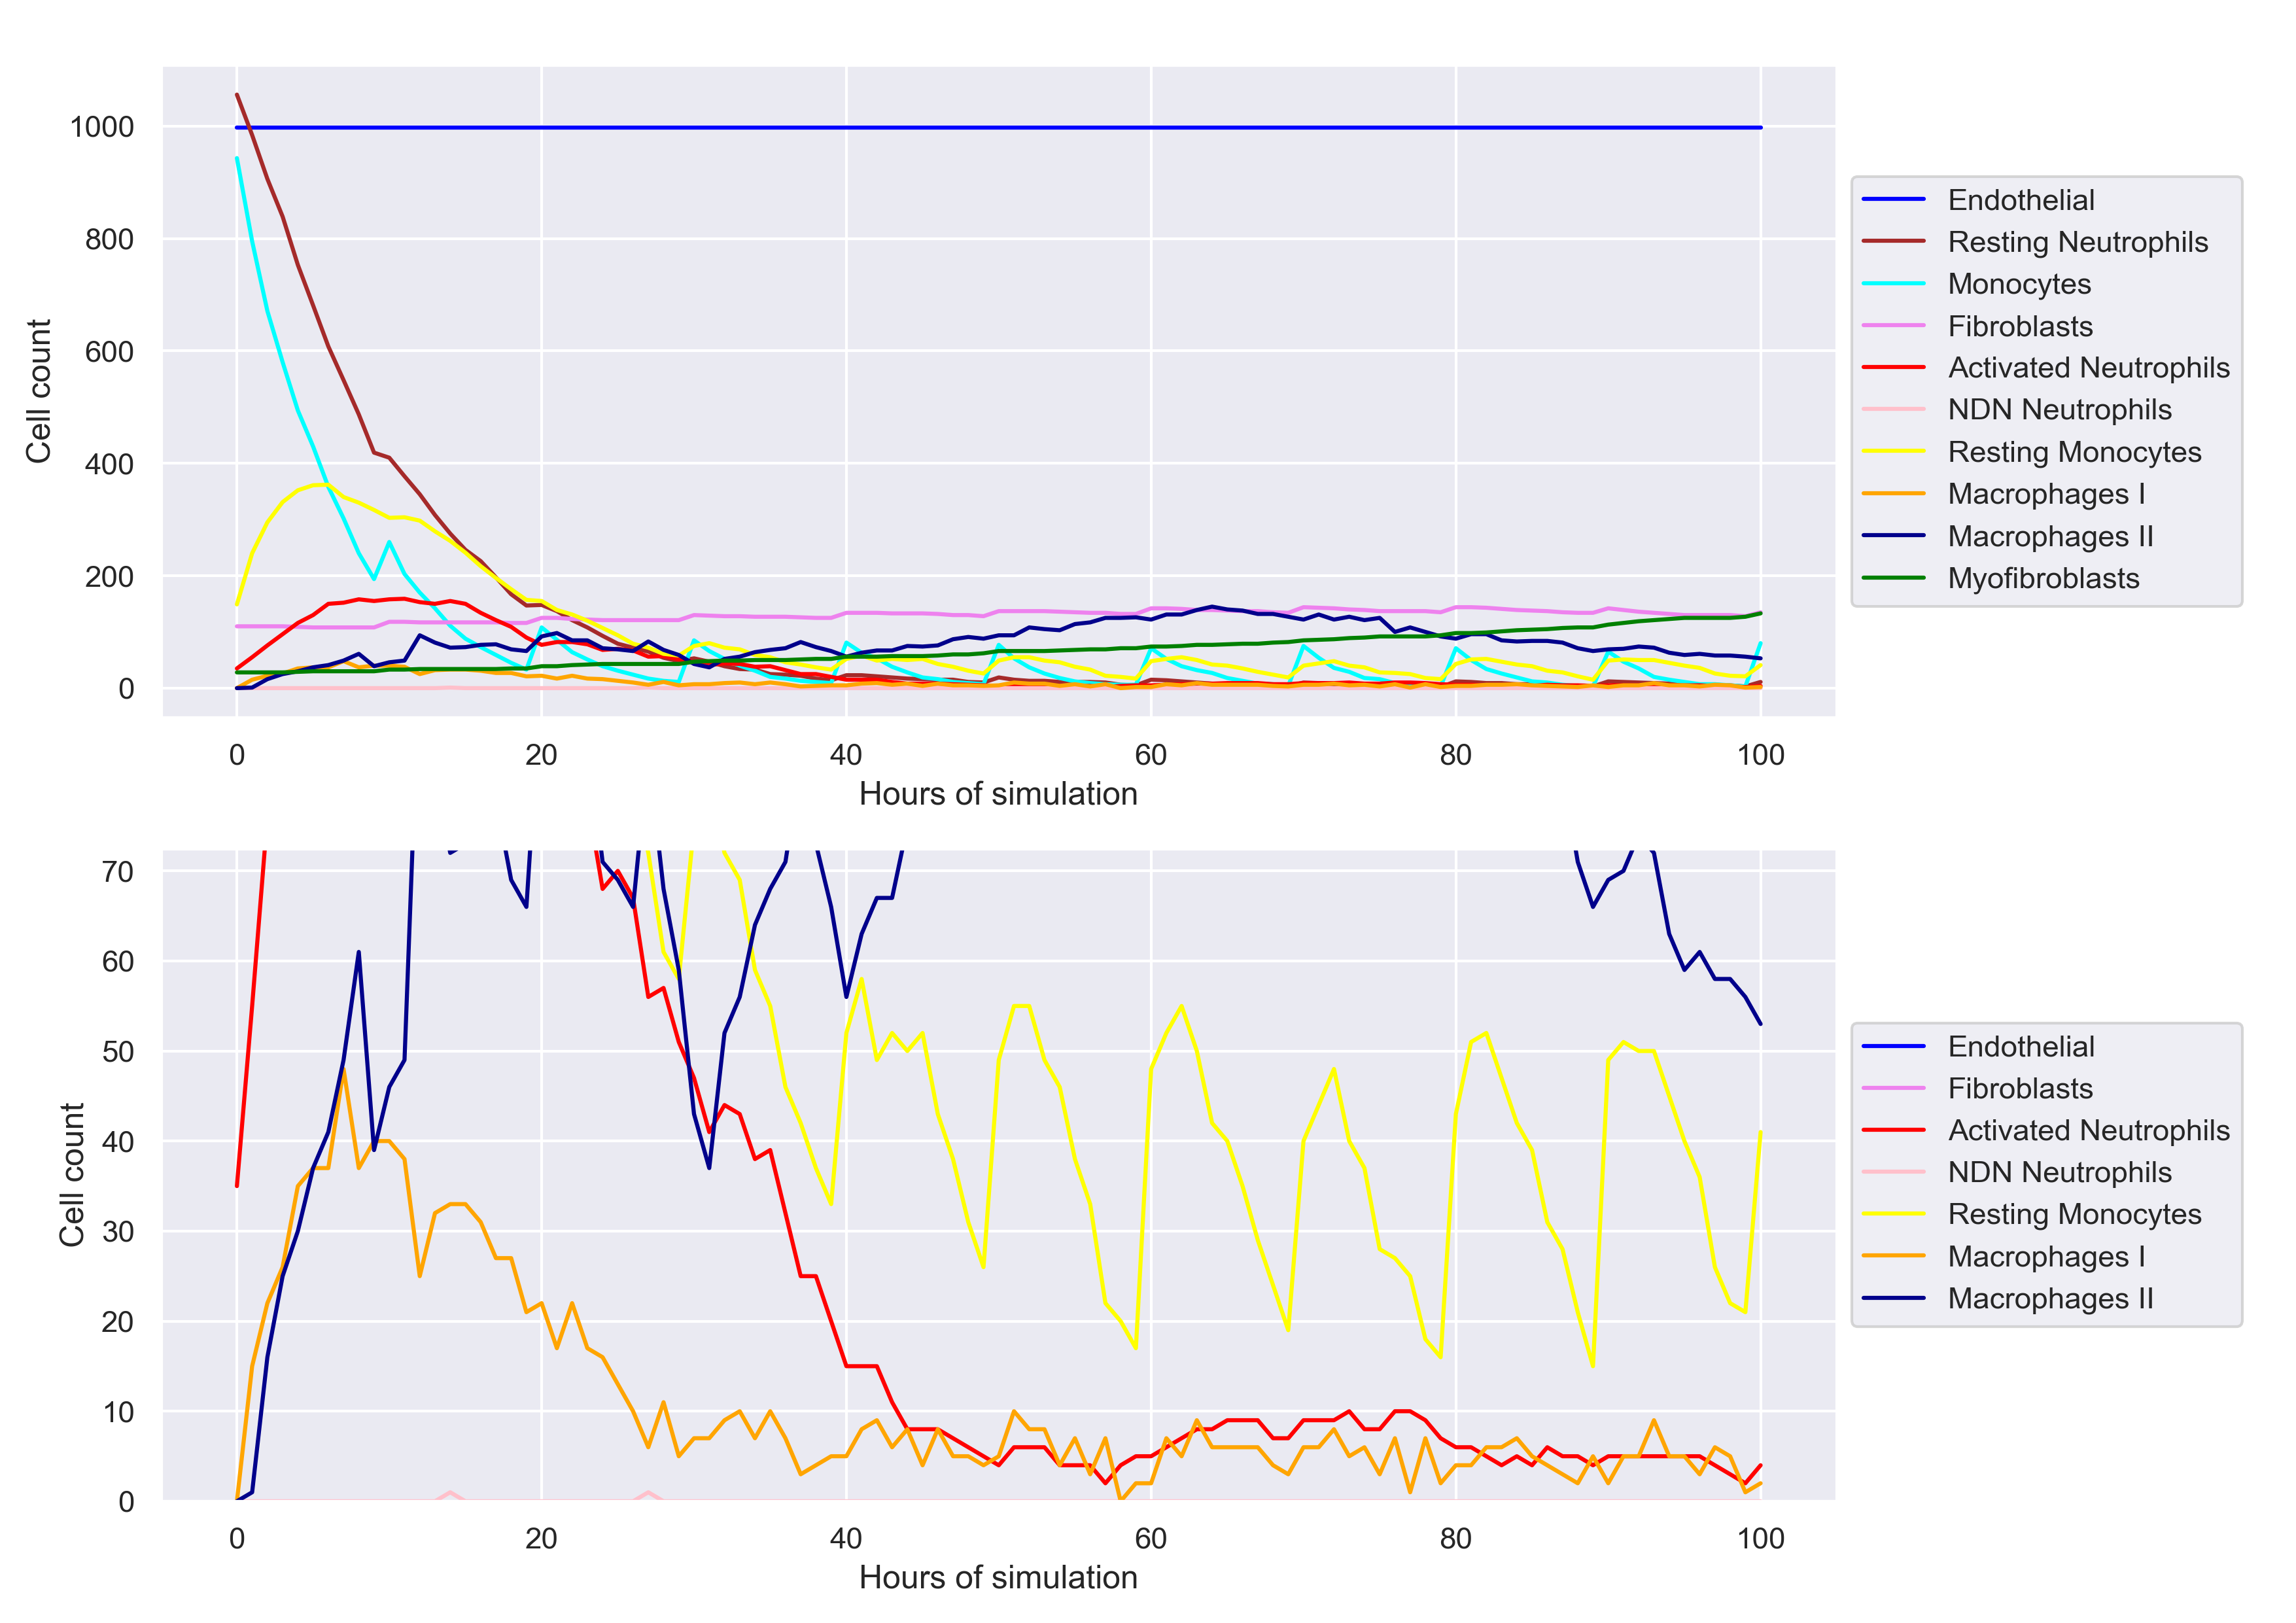 1000
800
600
400
200
0
Cell count
0 20 40 60 80 100
Hours of simulation
Endothelial
Resting Neutrophils
Monocytes
Fibroblasts
Activated Neutrophils
NDN Neutrophils
Resting Monocytes
Macrophages I
Macrophages II
Myofibroblasts
70
60
50
40
30
20
10
0
Cell count
0 20 40 60 80 100
Hours of simulation
Endothelial
Fibroblasts
Activated Neutrophils
NDN Neutrophils
Resting Monocytes
Macrophages I
Macrophages II